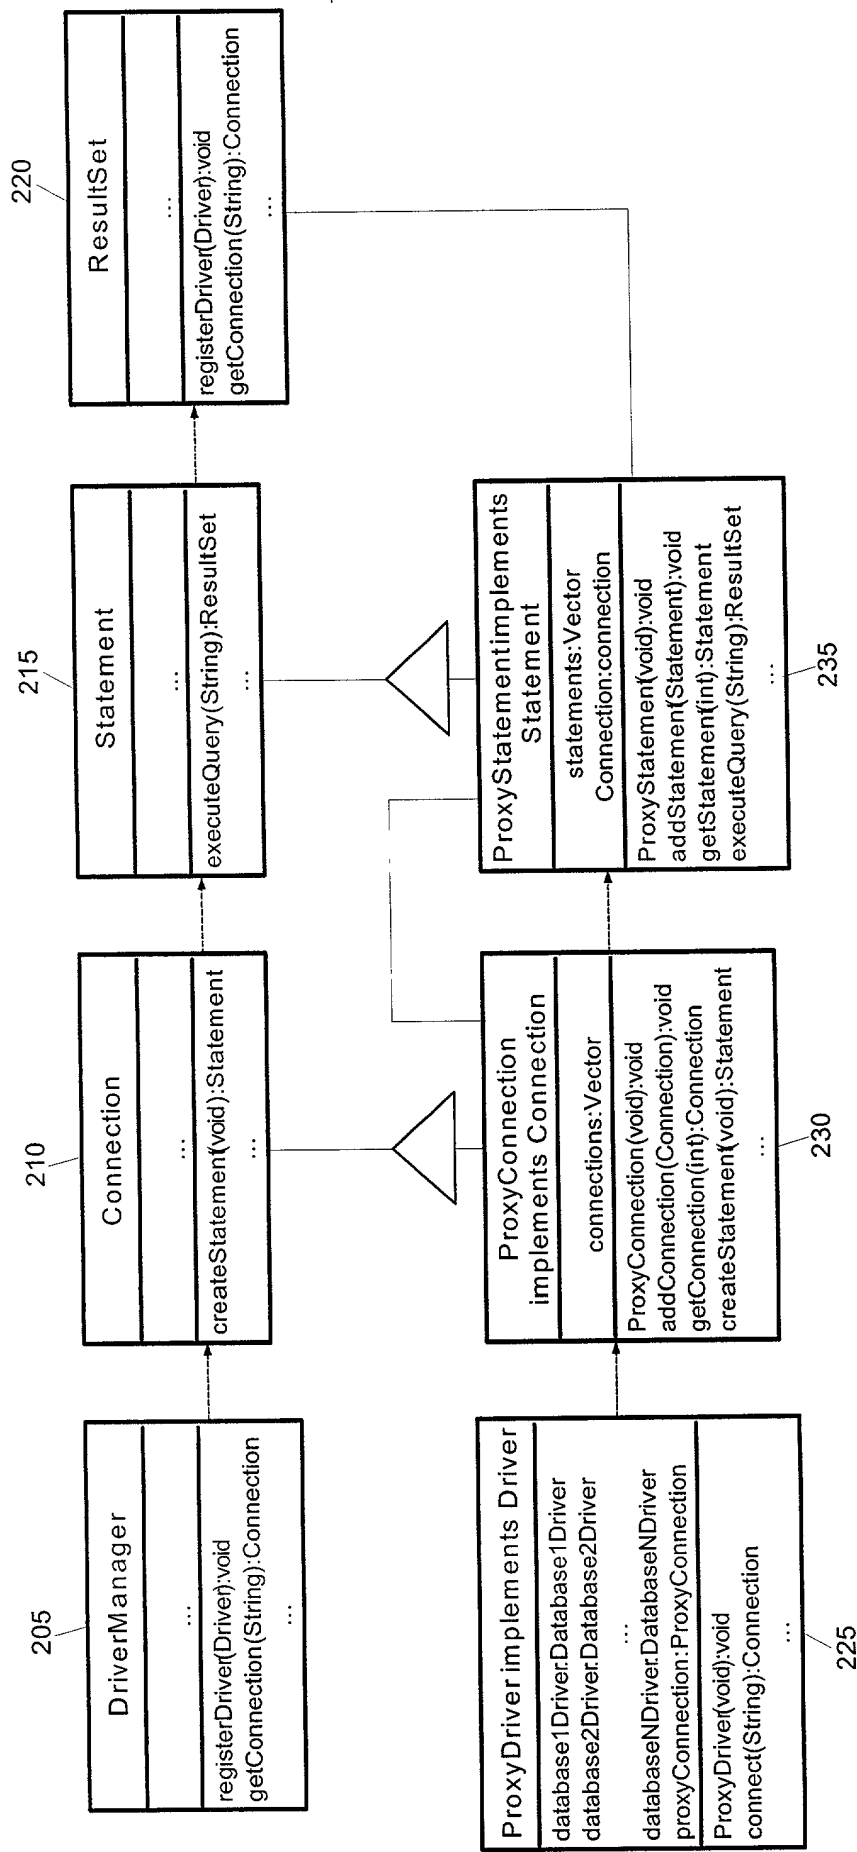 205
DriverManager
...
registerDriver(Driver):void
getConnection(String):Connection
...
210
Connection
...
createStatement(void):Statement
...
215
Statement
...
executeQuery(String):ResultSet
...
220
ResultSet
...
registerDriver(Driver):void
getConnection(String):Connection
...
ProxyDriver implements Driver
database1Driver.Database1Driver
database2Driver.Database2Driver
...
databaseNDriver.DatabaseNDriver
proxyConnection:ProxyConnection
ProxyDriver(void):void
connect(String):Connection
...
225
ProxyConnection
implements Connection
connections:Vector
ProxyConnection(void):void
addConnection(Connection):void
getConnection(int):Connection
createStatement(void):Statement
...
230
ProxyStatementimplements
Statement
statements:Vector
Connection:connection
ProxyStatement(void):void
addStatement(Statement):void
getStatement(int):Statement
executeQuery(String):ResultSet
...
235